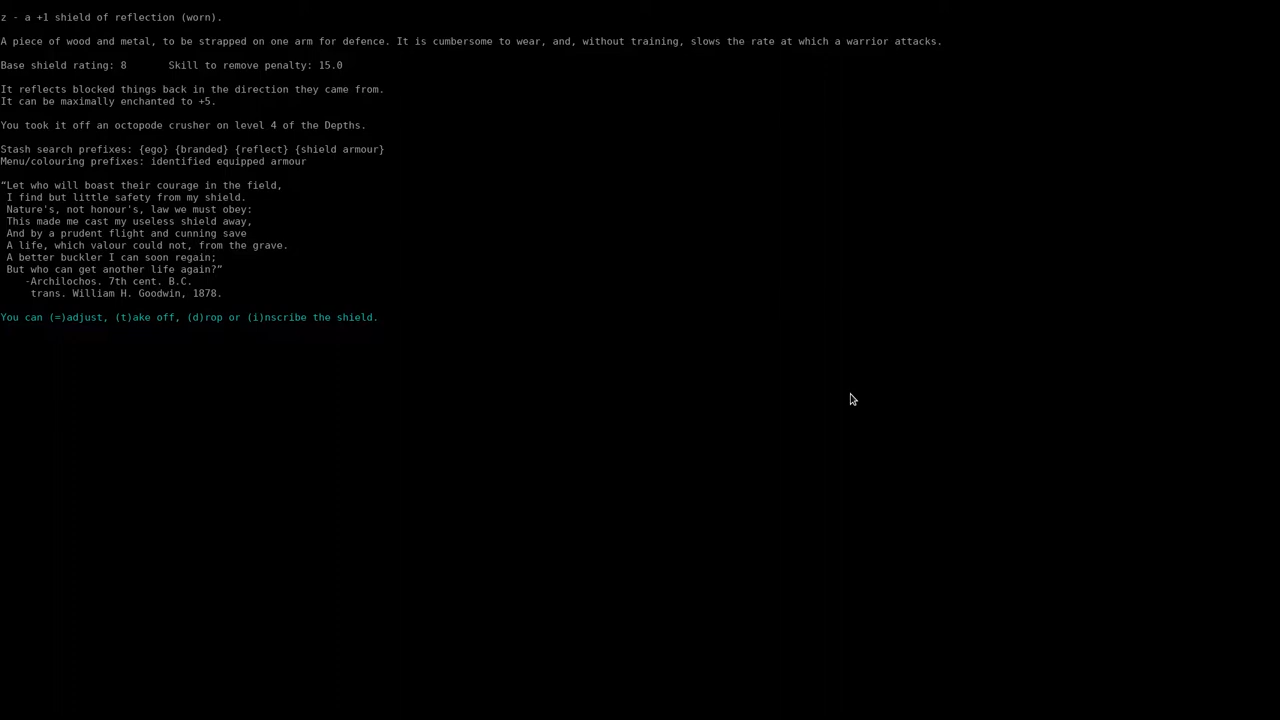 z - a +1 shield of reflection (worn).
A piece of wood and metal, to be strapped on one arm for defence. It is cumbersome to wear, and, without training, slows the rate at which a warrior attacks.
Base shield rating: 8       Skill to remove penalty: 15.0
It reflects blocked things back in the direction they came from.
It can be maximally enchanted to +5.
You took it off an octopode crusher on level 4 of the Depths.
Stash search prefixes: {ego} {branded} {reflect} {shield armour}
Menu/colouring prefixes: identified equipped armour
“Let who will boast their courage in the field,
I find but little safety from my shield.
Nature's, not honour's, law we must obey:
This made me cast my useless shield away,
And by a prudent flight and cunning save
A life, which valour could not, from the grave.
A better buckler I can soon regain;
But who can get another life again?”
-Archilochos. 7th cent. B.C.
trans. William H. Goodwin, 1878.
You can (=)adjust, (t)ake off, (d)rop or (i)nscribe the shield.